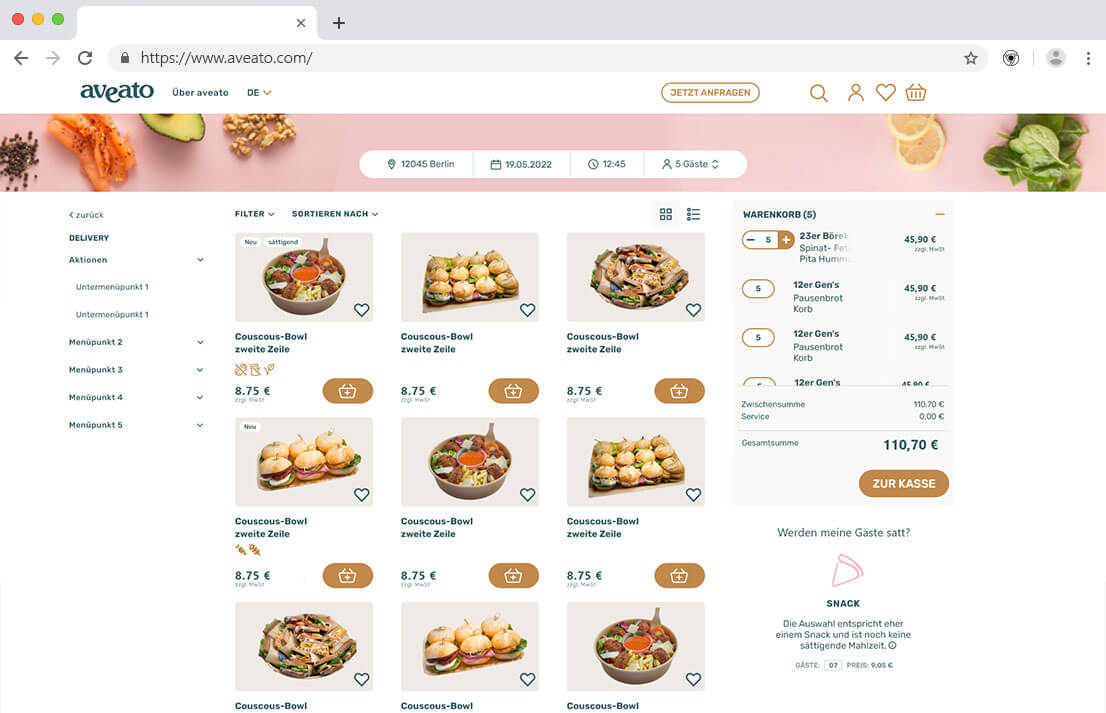 https://www.aveato.com/
aveato
Über aveato
DE
JETZT ANFRAGEN
12045 Berlin
19.05.2022
12:45
5 Gäste
zurück
DELIVERY
Aktionen
Untermenüpunkt 1
Untermenüpunkt 1
Menüpunkt 2
Menüpunkt 3
Menüpunkt 4
Menüpunkt 5
FILTER
SORTIEREN NACH
Neu
sättigend
Couscous-Bowl
zweite Zeile
8.75 €
zzgl. MwSt
Couscous-Bowl
zweite Zeile
8.75 €
zzgl. MwSt
Couscous-Bowl
zweite Zeile
8.75 €
zzgl. MwSt
Neu
Couscous-Bowl
zweite Zeile
8.75 €
zzgl. MwSt
Couscous-Bowl
zweite Zeile
8.75 €
zzgl. MwSt
Couscous-Bowl
zweite Zeile
8.75 €
zzgl. MwSt
Couscous-Bowl
Couscous-Bowl
Couscous-Bowl
WARENKORB (5)
5
23er Börek
Spinat-
Pita
45,90 €
zzgl. MwSt
5
12er Gen's
Pausenbrot
Korb
45,90 €
zzgl. MwSt
5
12er Gen's
Pausenbrot
Korb
45,90 €
zzgl. MwSt
12er Gen's
45,90 €
Zwischensumme 110,70 €
Service 0,00 €
Gesamtsumme 110,70 €
ZUR KASSE
Werden meine Gäste satt?
SNACK
Die Auswahl entspricht eher
einem Snack und ist noch keine
sättigende Mahlzeit.
GÄSTE: 07 PREIS: 9.05 €